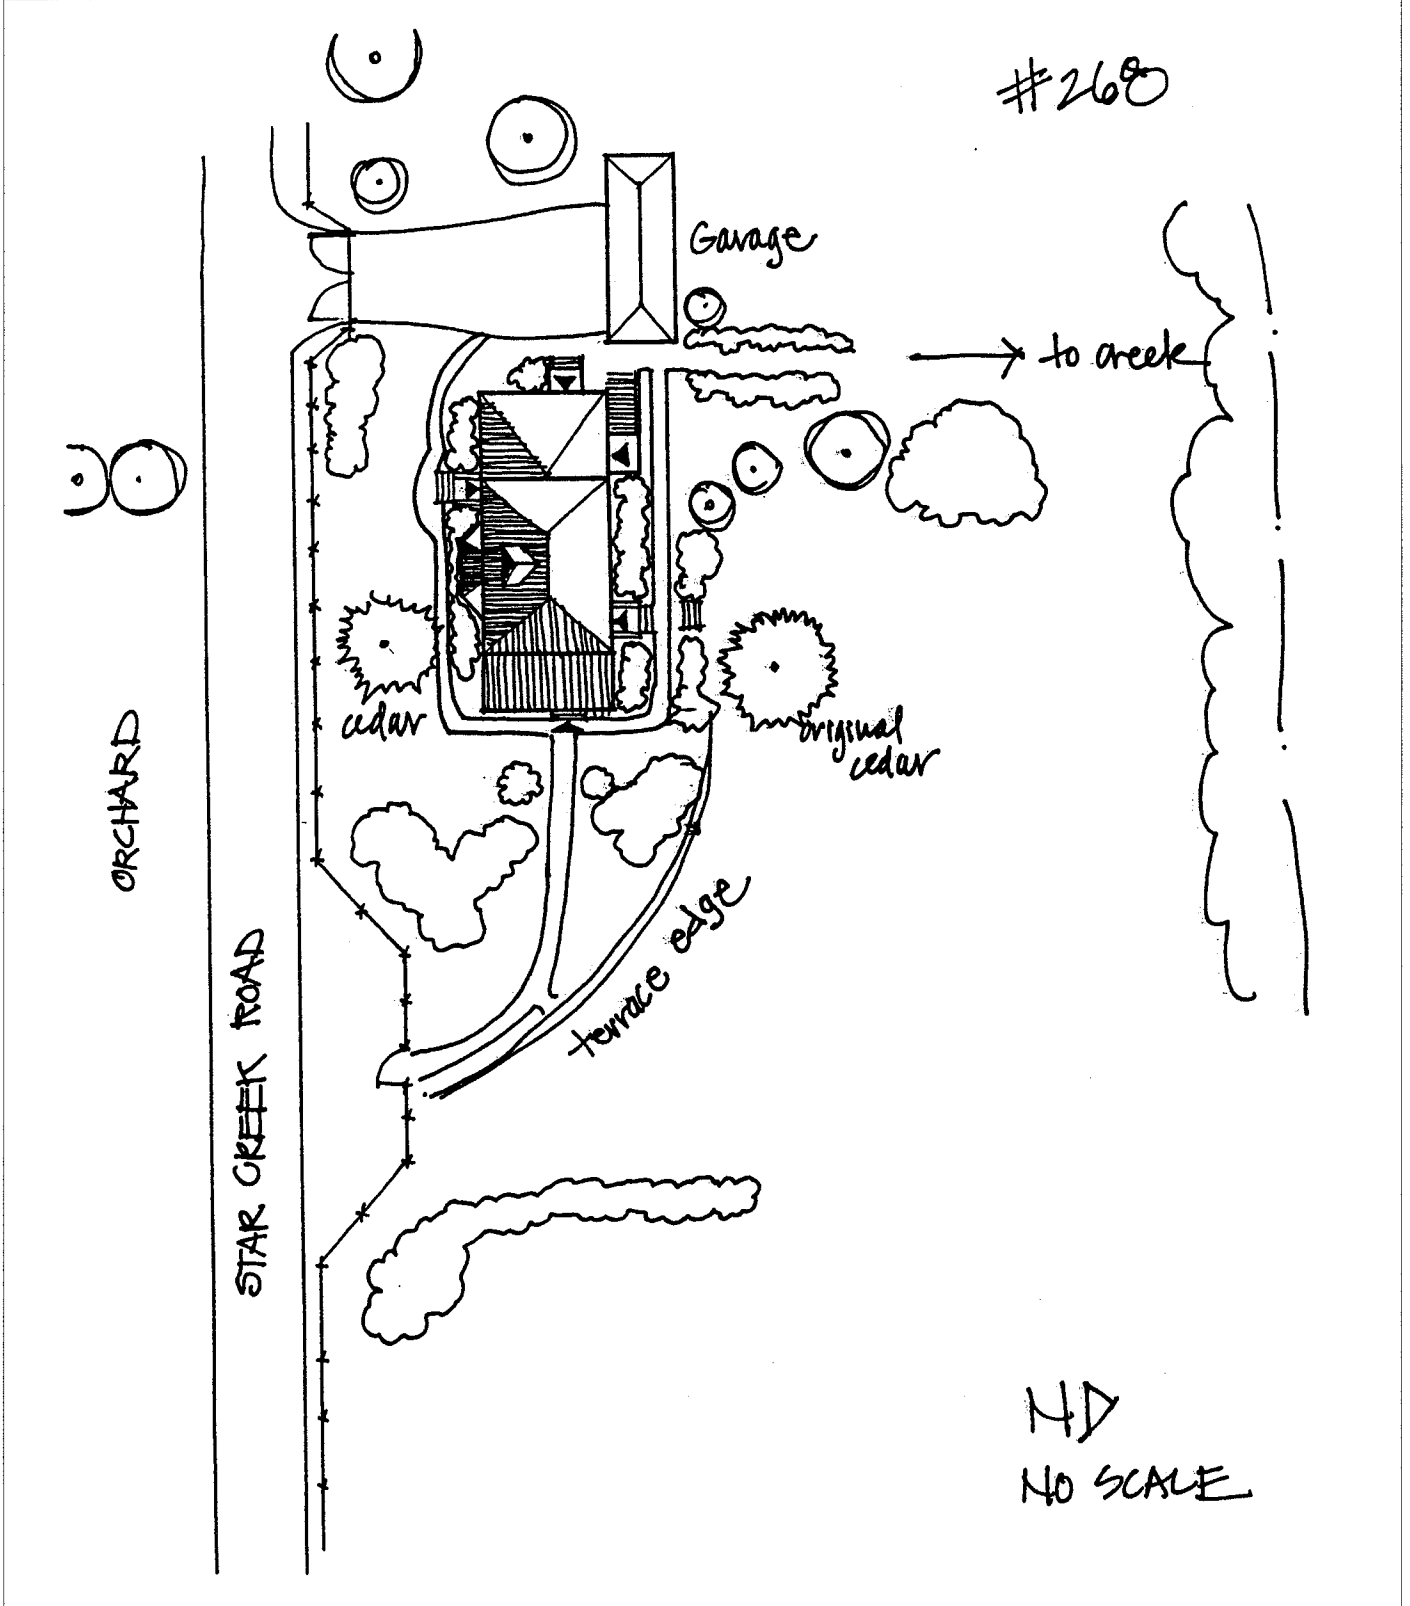 #268
Garage
to creek
cedar
original
cedar
ORCHARD
terrace edge
STAR CREEK ROAD
ND
NO SCALE